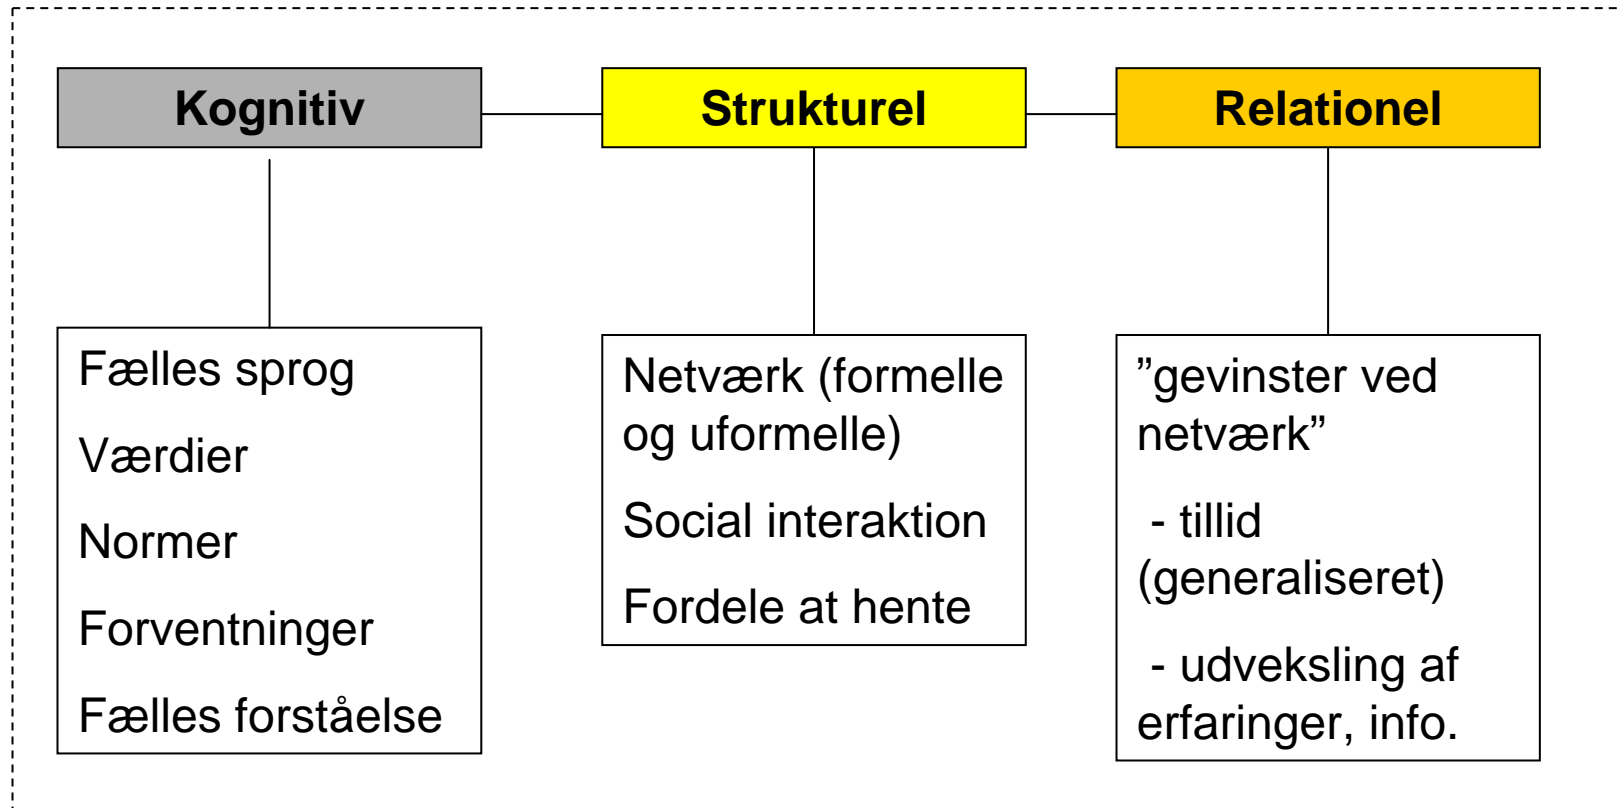 Kognitiv
Strukturel
Relationel
Fælles sprog
Værdier
Normer
Forventninger
Fælles forståelse
Netværk (formelle
og uformelle)
Social interaktion
Fordele at hente
”gevinster ved
netværk”
- tillid
(generaliseret)
- udveksling af
erfaringer, info.